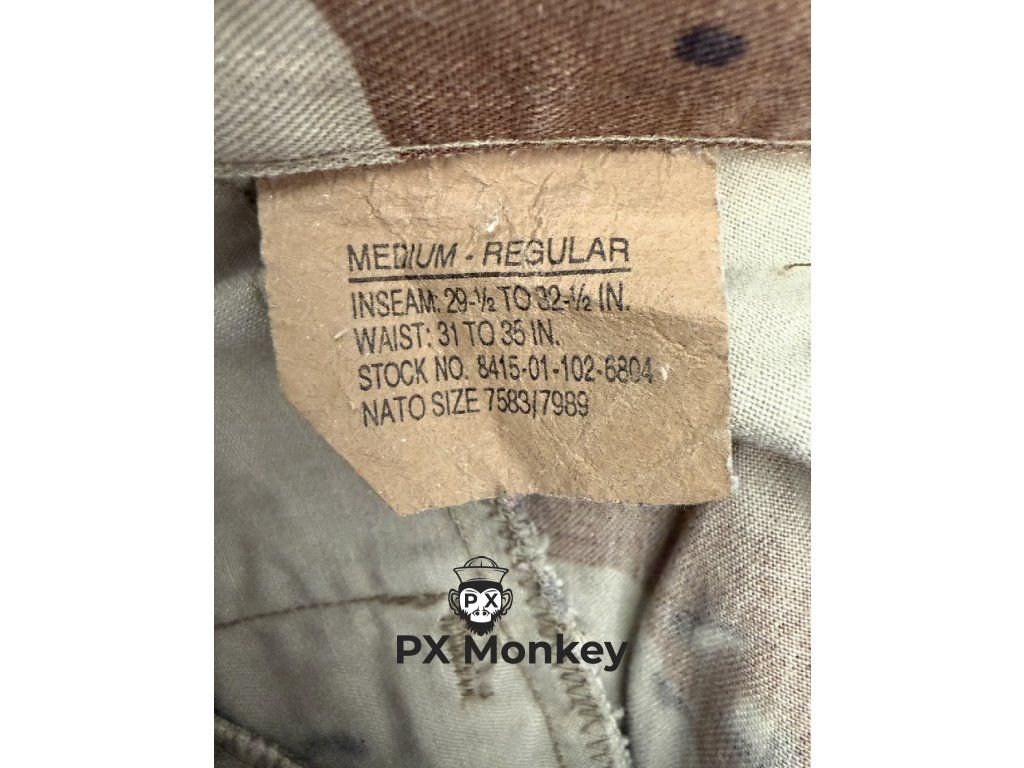 MEDIUM - REGULAR
INSEAM: 29-½ TO 32-½ IN.
WAIST: 31 TO 35 IN.
STOCK NO. 8415-01-102-6804
NATO SIZE 7583/7989
PX
PX Monkey